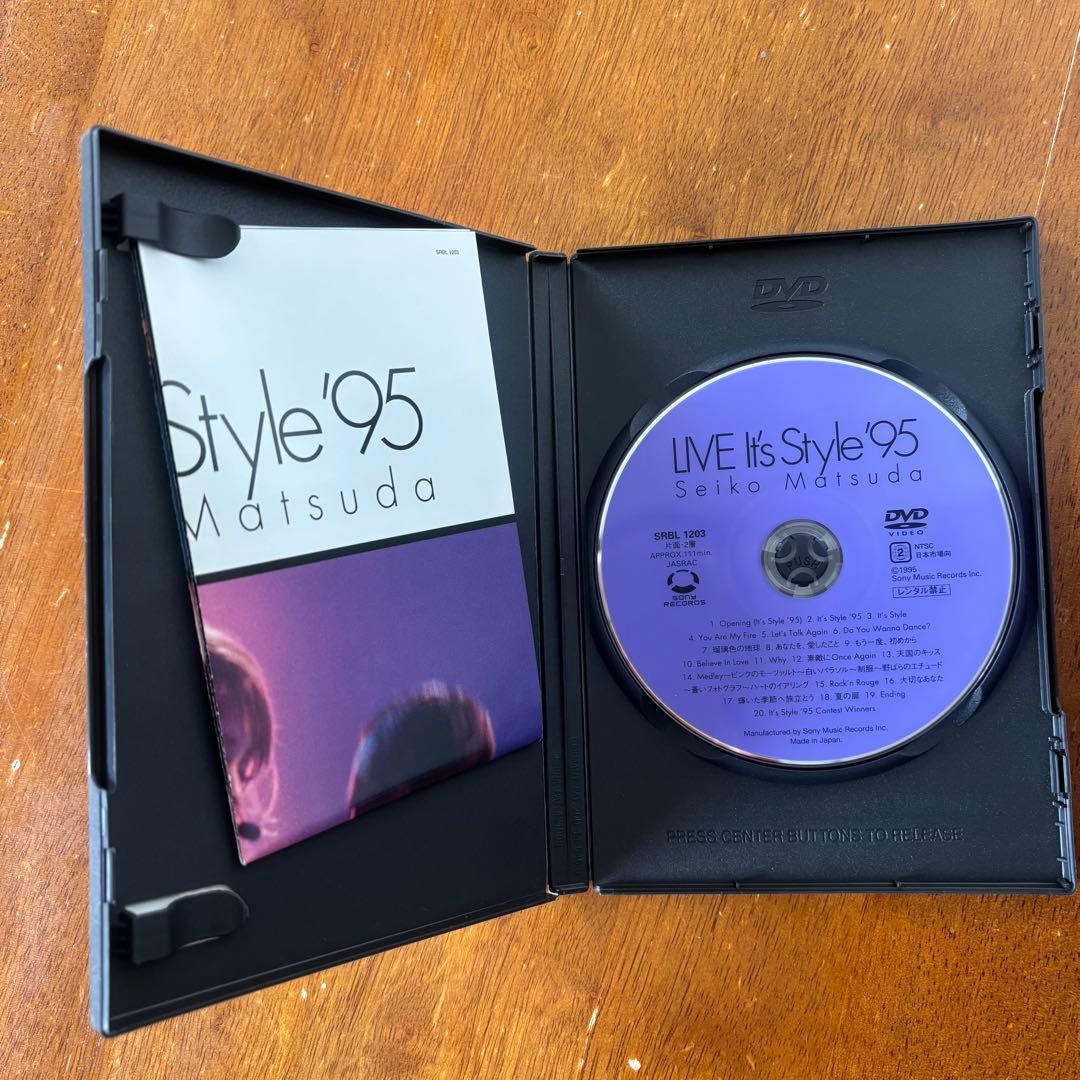 SRBL 1203
Style '95
Matsuda
DVD
LIVE It's Style '95
Seiko Matsuda
SRBL 1203
片面・2層
APPROX.111min.
JASRAC
SONY
RECORDS
DVD
VIDEO
2
NTSC
日本市場向
©1995
Sony Music Records Inc.
レンタル禁止
PUSH
1. Opening (It's Style '95) 2. It's Style '95 3. It's Style
4. You Are My Fire 5. Let's Talk Again 6. Do You Wanna Dance?
7. 瑠璃色の地球 8. あなたを、愛したこと 9. もう一度、初めから
10. Believe In Love 11. Why 12. 素敵にOnce Again 13. 天国のキッス
14. Medley〜ピンクのモーツァルト〜白いパラソル〜制服〜野ばらのエチュード
〜蒼いフォトグラフ〜ハートのイアリング 15. Rock'n Rouge 16. 大切なあなた
17. 輝いた季節へ旅立とう 18. 夏の扉 19. Ending
20. It's Style '95 Contest Winners
Manufactured by Sony Music Records Inc.
Made in Japan.
PRESS CENTER BUTTONS TO RELEASE